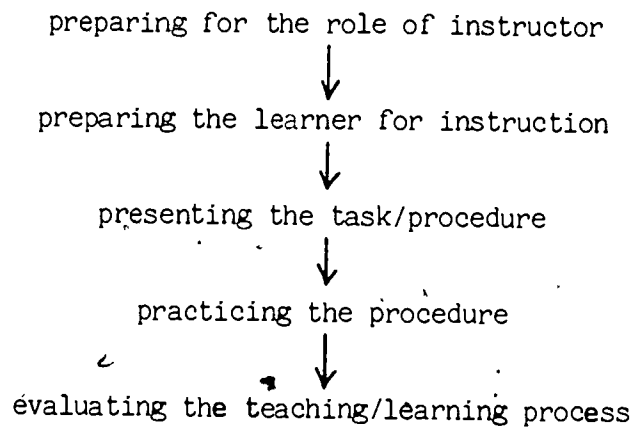 preparing for the role of instructor
preparing the learner for instruction
presenting the task/procedure
practicing the procedure
evaluating the teaching/learning process